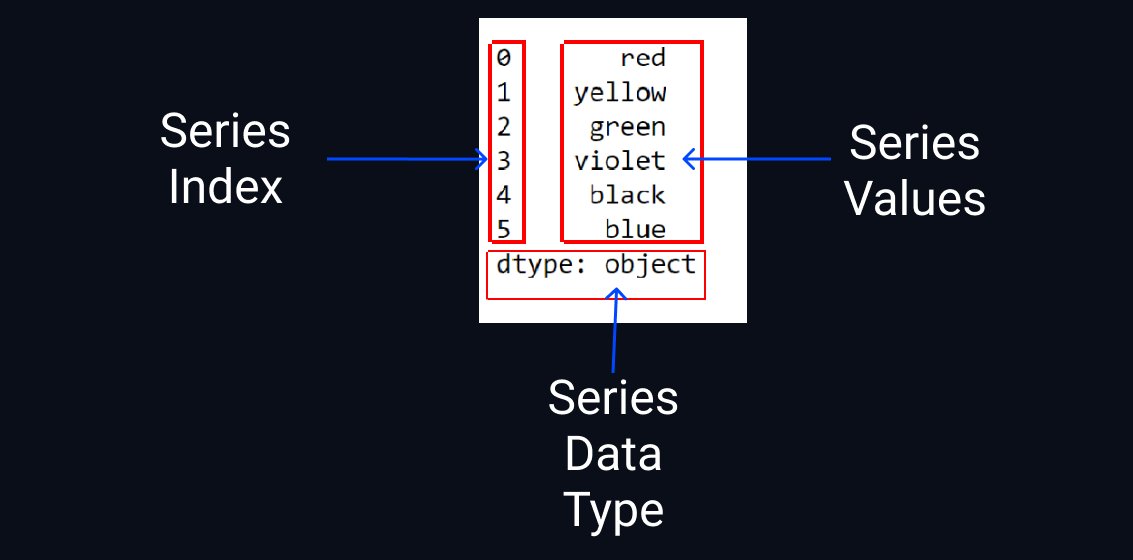 Series
Index
0 red
1 yellow
2 green
3 violet
4 black
5 blue
dtype: object
Series
Values
Series
Data
Type